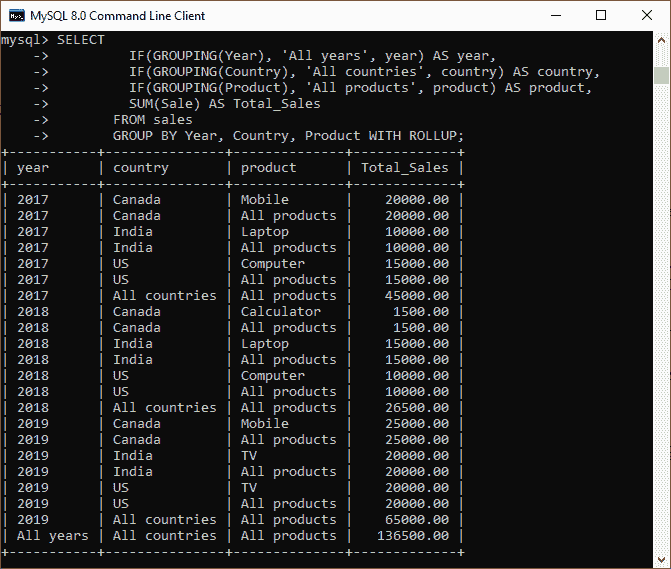 MySQL 8.0 Command Line Client
mysql> SELECT
    ->          IF(GROUPING(Year), 'All years', year) AS year,
    ->          IF(GROUPING(Country), 'All countries', country) AS country,
    ->          IF(GROUPING(Product), 'All products', product) AS product,
    ->          SUM(Sale) AS Total_Sales
    ->        FROM sales
    ->        GROUP BY Year, Country, Product WITH ROLLUP;
+-----------+---------------+--------------+-------------+
| year      | country       | product      | Total_Sales |
+-----------+---------------+--------------+-------------+
| 2017      | Canada        | Mobile       |    20000.00 |
| 2017      | Canada        | All products |    20000.00 |
| 2017      | India         | Laptop       |    10000.00 |
| 2017      | India         | All products |    10000.00 |
| 2017      | US            | Computer     |    15000.00 |
| 2017      | US            | All products |    15000.00 |
| 2017      | All countries | All products |    45000.00 |
| 2018      | Canada        | Calculator   |     1500.00 |
| 2018      | Canada        | All products |     1500.00 |
| 2018      | India         | Laptop       |    15000.00 |
| 2018      | India         | All products |    15000.00 |
| 2018      | US            | Computer     |    10000.00 |
| 2018      | US            | All products |    10000.00 |
| 2018      | All countries | All products |    26500.00 |
| 2019      | Canada        | Mobile       |    25000.00 |
| 2019      | Canada        | All products |    25000.00 |
| 2019      | India         | TV           |    20000.00 |
| 2019      | India         | All products |    20000.00 |
| 2019      | US            | TV           |    20000.00 |
| 2019      | US            | All products |    20000.00 |
| 2019      | All countries | All products |    65000.00 |
| All years | All countries | All products |   136500.00 |
+-----------+---------------+--------------+-------------+